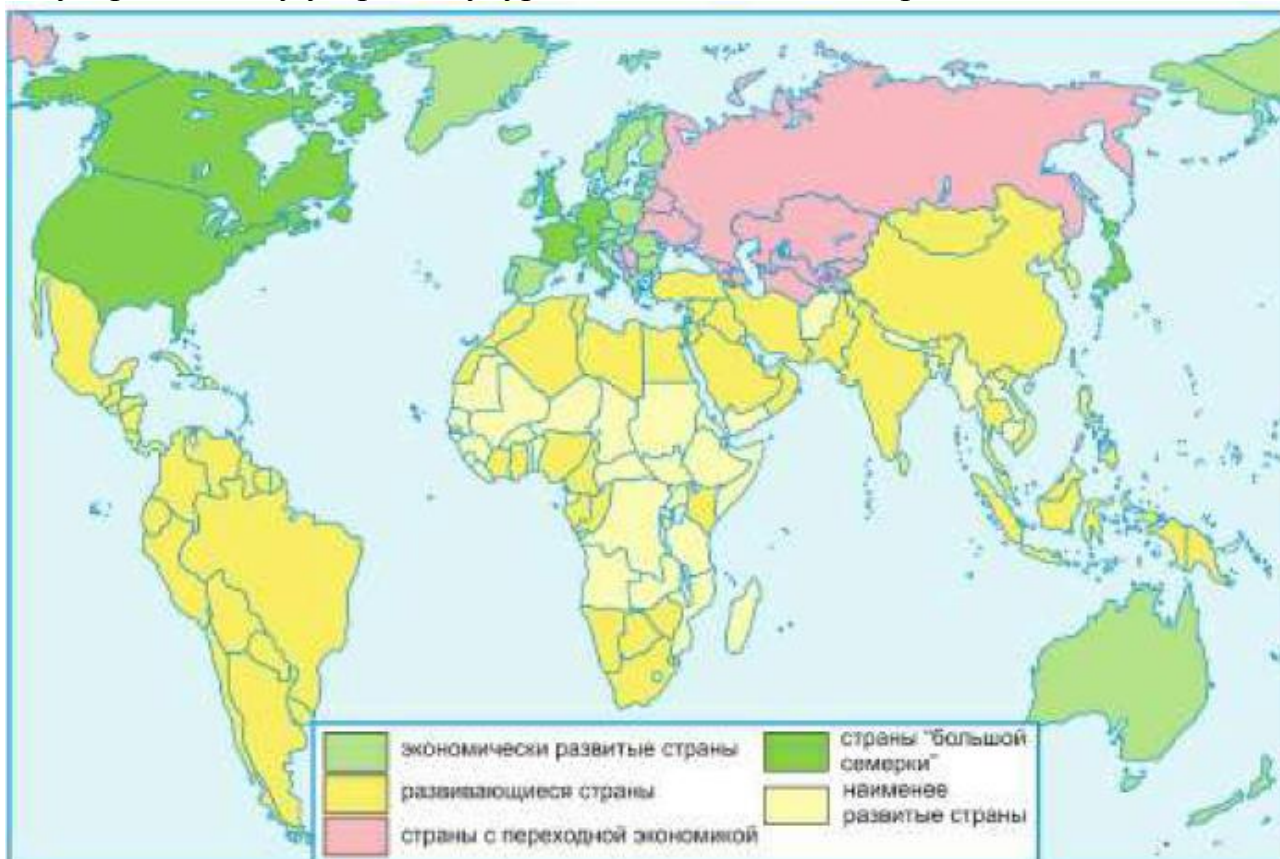 экономически развитые страны
развивающиеся страны
страны с переходной экономикой
страны "большой
семерки"
наименее
развитые страны